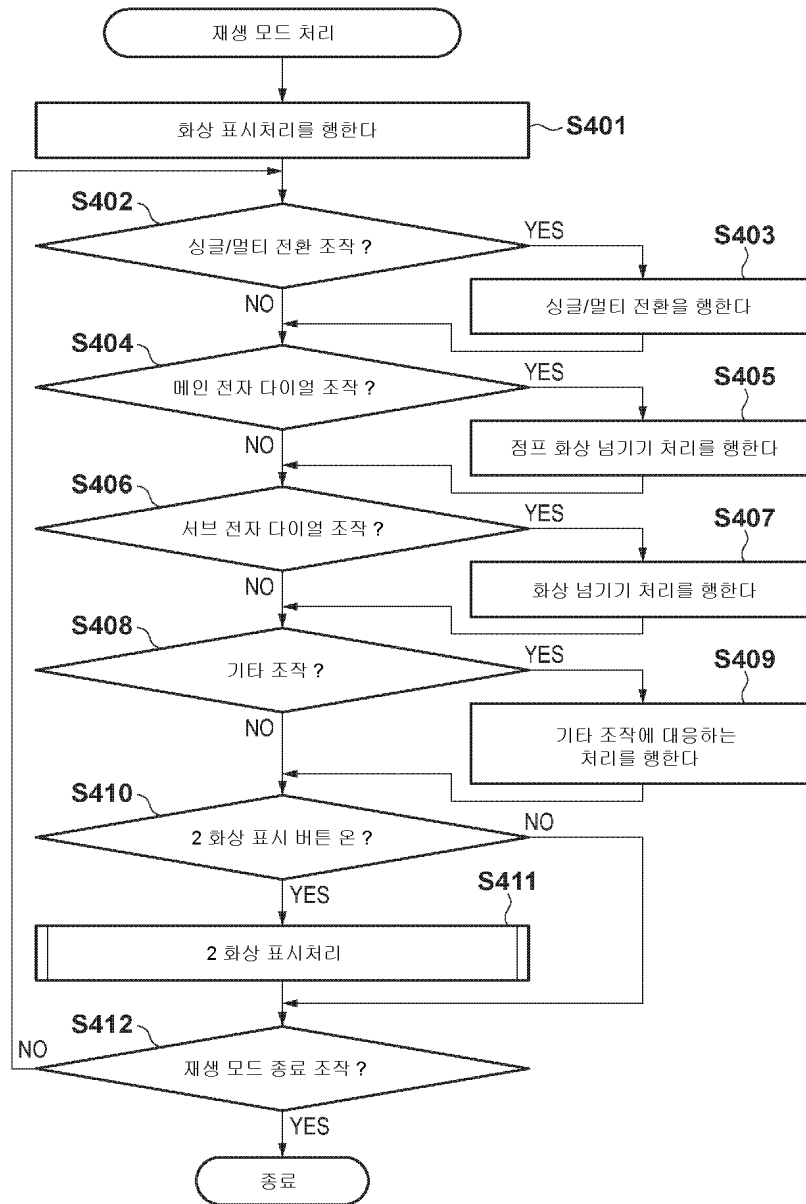 재생 모드 처리
화상 표시처리를 행한다
S401
S402
싱글/멀티 전환 조작 ?
YES
NO
S403
싱글/멀티 전환을 행한다
S404
메인 전자 다이얼 조작 ?
YES
NO
S405
점프 화상 넘기기 처리를 행한다
S406
서브 전자 다이얼 조작 ?
YES
NO
S407
화상 넘기기 처리를 행한다
S408
기타 조작 ?
YES
NO
S409
기타 조작에 대응하는
처리를 행한다
S410
2 화상 표시 버튼 온 ?
NO
YES
S411
2 화상 표시처리
S412
재생 모드 종료 조작 ?
NO
YES
종료